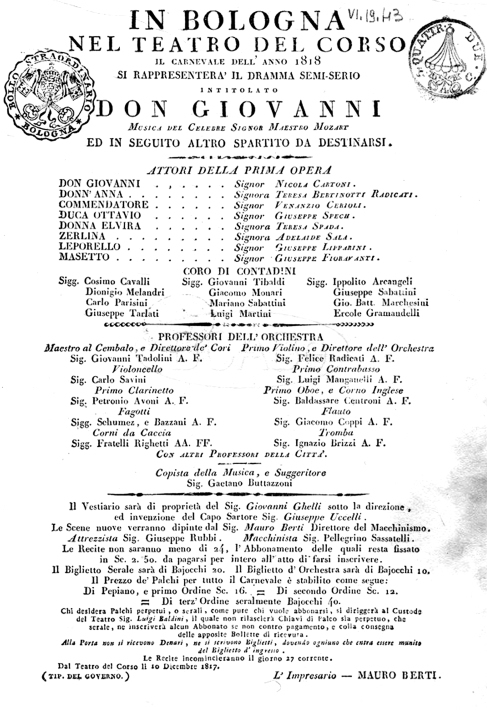 VI.19.43
IN BOLOGNA
NEL TEATRO DEL CORSO
IL CARNEVALE DELL' ANNO 1818
SI RAPPRESENTERA' IL DRAMMA SEMI-SERIO
INTITOLATO
DON GIOVANNI
MUSICA DEL CELEBRE SIGNOR MAESTRO MOZART
ED IN SEGUITO ALTRO SPARTITO DA DESTINARSI.
BOLLO STRAORDINARIO
BOLOGNA
QUATTR. DUE
ATTORI DELLA PRIMA OPERA
DON GIOVANNI . . . . . . Signor NICOLA CARTONI.
DONN' ANNA . . . . . . . Signora TERESA BERTINOTTI RADICATI.
COMMENDATORE . . . . . . Signor VENANZIO CERIOLI.
DUCA OTTAVIO . . . . . . Signor GIUSEPPE SPECH.
DONNA ELVIRA . . . . . . Signora TERESA SPADA.
ZERLINA . . . . . . . . Signora ADELAIDE SALA.
LEPORELLO . . . . . . . Signor GIUSEPPE LIPPARINI.
MASETTO . . . . . . . . Signor GIUSEPPE FIORAVANTI.
CORO DI CONTADINI
Sigg. Cosimo Cavalli Sigg. Giovanni Tibaldi Sigg. Ippolito Arcangeli
Dionigio Melandri Giacomo Monari Giuseppe Sabattini
Carlo Parisini Mariano Sabattini Gio. Batt. Marchesini
Giuseppe Tarlati Luigi Martini Ercole Gramandelli
PROFESSORI DELL' ORCHESTRA
Maestro al Cembalo, e Direttore de' Cori Primo Violino, e Direttore dell' Orchestra
Sig. Giovanni Tadolini A. F. Sig. Felice Radicati A. F.
Violoncello Primo Contrabasso
Sig. Carlo Savini Sig. Luigi Manganelli A. F.
Primo Clarinetto Primo Oboe, e Corno Inglese
Sig. Petronio Avoni A. F. Sig. Baldassare Centroni A. F.
Fagotti Flauto
Sigg. Schumez, e Bazzani A. F. Sig. Giacomo Coppi A. F.
Corni da Caccia Tromba
Sigg. Fratelli Righetti AA. FF. Sig. Ignazio Brizzi A. F.
CON ALTRI PROFESSORI DELLA CITTA'.
Copista della Musica, e Suggeritore
Sig. Gaetano Buttazzoni
Il Vestiario sarà di proprietà del Sig. Giovanni Ghelli sotto la direzione,
ed invenzione del Capo Sartore Sig. Giuseppe Uccelli.
Le Scene nuove verranno dipinte dal Sig. Mauro Berti Direttore del Macchinismo.
Attrezzista Sig. Giuseppe Rubbi. Macchinista Sig. Pellegrino Sassatelli.
Le Recite non saranno meno di 24, l' Abbonamento delle quali resta fissato
in Sc. 2. 50. da pagarsi per intero all' atto di farsi inscrivere.
Il Biglietto Serale sarà di Bajocchi 20. Il Biglietto d' Orchestra sarà di Bajocchi 10.
Il Prezzo de' Palchi per tutto il Carnevale è stabilito come segue:
Di Pepiano, e primo Ordine Sc. 16. = Di secondo Ordine Sc. 12.
= Di terz' Ordine seralmente Bajocchi 40.
Chi desidera Palchi perpetui, o serali, come pure chi vuole abbonarsi, si diriggerà al Custode
del Teatro Sig. Luigi Baldini, il quale non rilascierà Chiavi di Palco sia perpetuo, che
serale, ne inscriverà alcun Abbonato se non contro pagamento, e colla consegna
delle apposite Bollette di ricevuta.
Alla Porta non si ricevono Denari, ne si scrivono Biglietti, dovendo ogniuno che entra essere munito
del Biglietto d' ingresso.
Le Recite incomincieranno il giorno 27 corrente.
Dal Teatro del Corso li 10 Dicembre 1817.
( TIP. DEL GOVERNO. ) L' Impresario — MAURO BERTI.